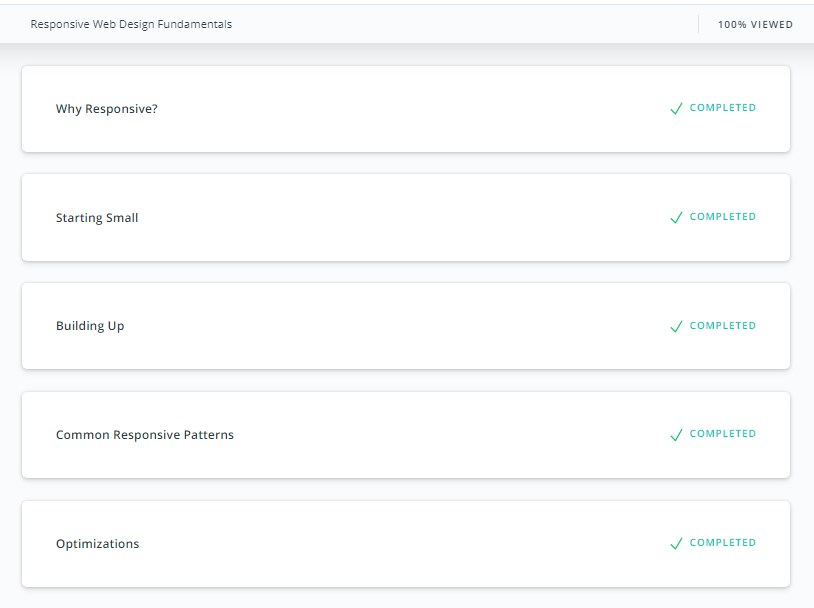 Responsive Web Design Fundamentals 100% VIEWED
Why Responsive? COMPLETED
Starting Small COMPLETED
Building Up COMPLETED
Common Responsive Patterns COMPLETED
Optimizations COMPLETED